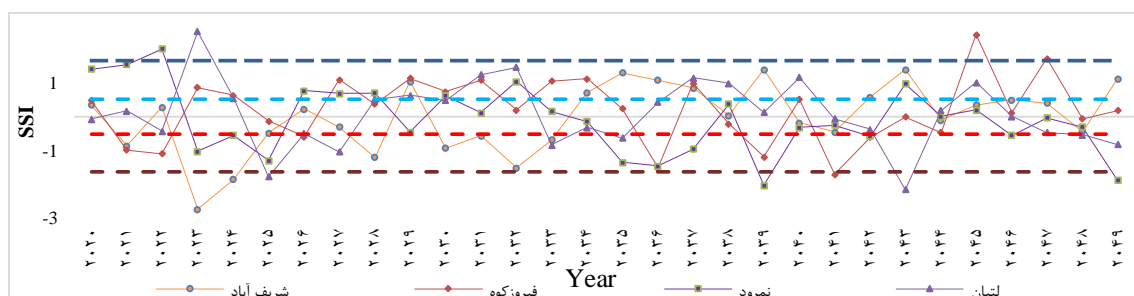 1
SSI
-1
-3
۲۰۲۰ ۲۰۲۱ ۲۰۲۲ ۲۰۲۳ ۲۰۲۴ ۲۰۲۵ ۲۰۲۶ ۲۰۲۷ ۲۰۲۸ ۲۰۲۹ ۲۰۳۰ ۲۰۳۱ ۲۰۳۲ ۲۰۳۳ ۲۰۳۴ ۲۰۳۵ ۲۰۳۶ ۲۰۳۷ ۲۰۳۸ ۲۰۳۹ ۲۰۴۰ ۲۰۴۱ ۲۰۴۲ ۲۰۴۳ ۲۰۴۴ ۲۰۴۵ ۲۰۴۶ ۲۰۴۷ ۲۰۴۸ ۲۰۴۹
Year
شریف آباد فیروزکوه نمرود لتیان